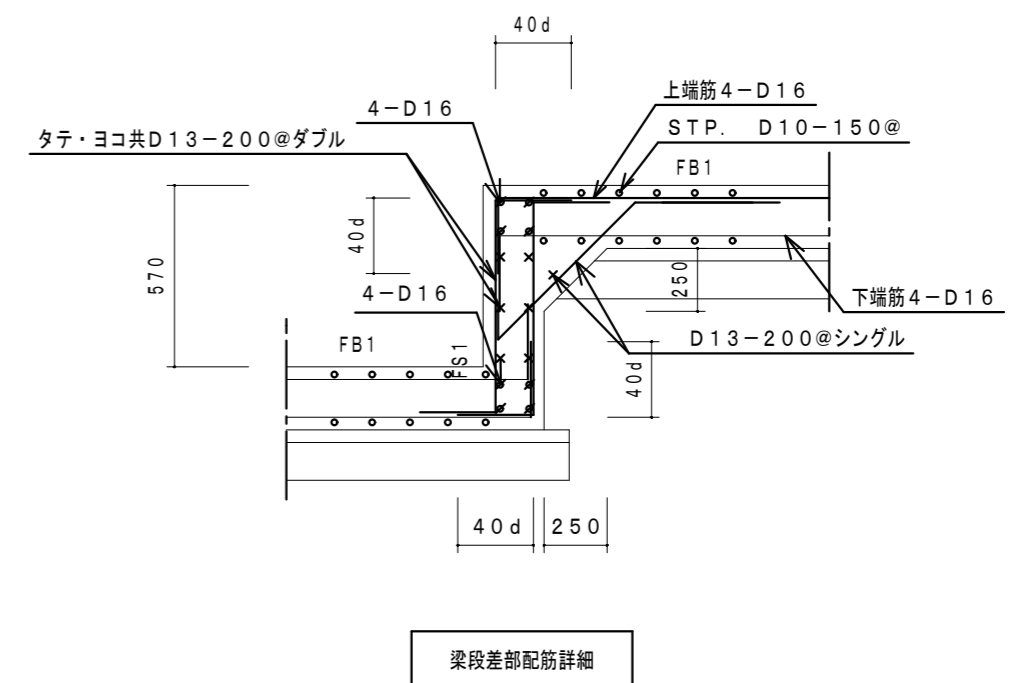 40d
4-D16
上端筋4-D16
タテ・ヨコ共D13-200@ダブル
STP. D10-150@
FB1
40d
570
4-D16
250
下端筋4-D16
D13-200@シングル
FB1
FS1
40d
40d
250
梁段差部配筋詳細